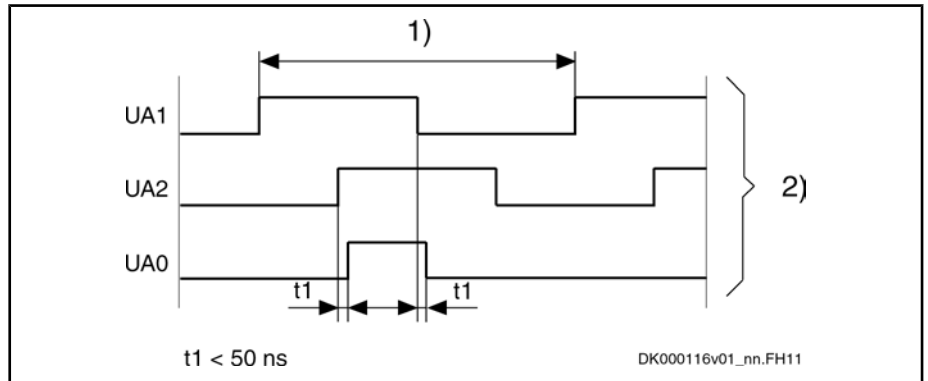 1)
UA1
UA2
2)
UA0
t1
t1
t1 < 50 ns
DK000116v01_nn.FH11